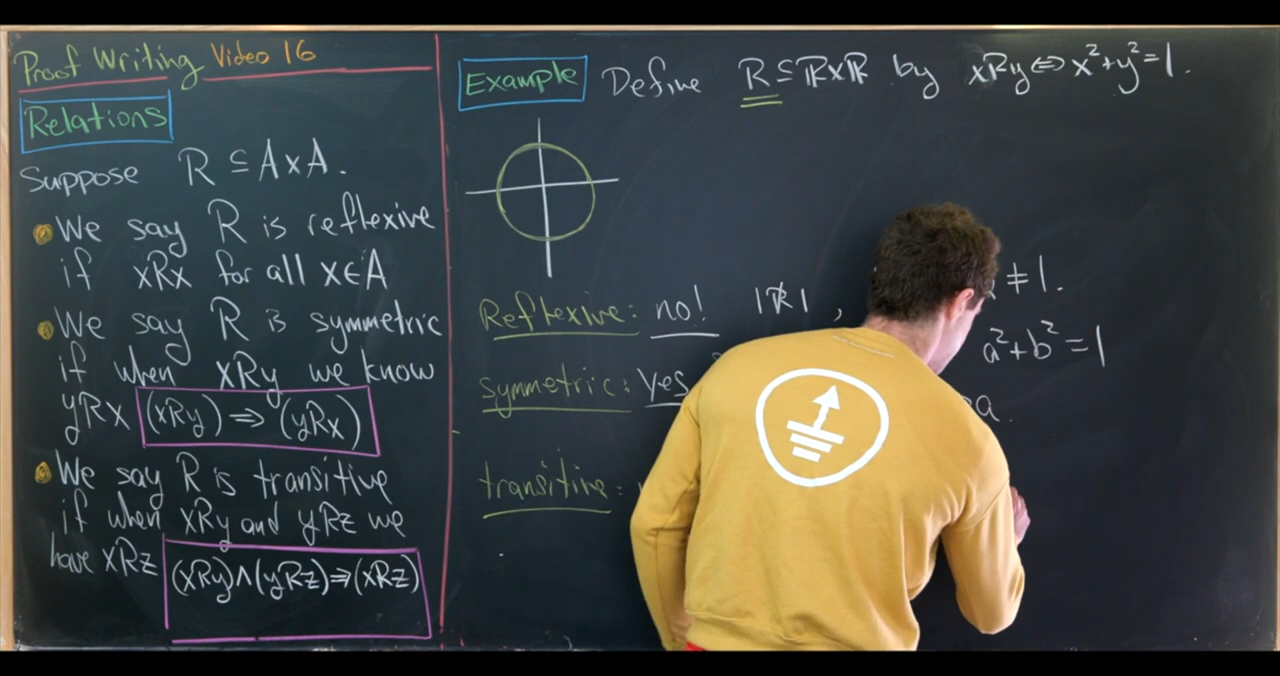 Proof Writing Video 16
Relations
Suppose R ⊆ A×A.
We say R is reflexive
if xRx for all x∈A
We say R is symmetric
if when xRy we know
yRx (xRy) ⇒ (yRx)
We say R is transitive
if when xRy and yRz we
have xRz
(xRy)∧(yRz)⇒(xRz)
Example Define R ⊆ ℝ×ℝ by xRy ⇔ x²+y²=1.
Reflexive: no! 1R̸1, ≠1.
symmetric: Yes a²+b²=1
a.
transitive: